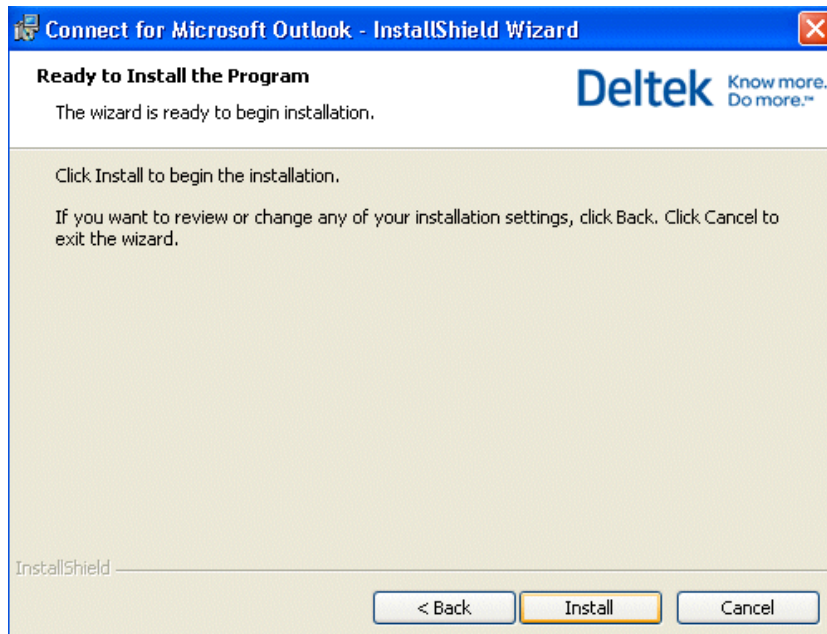 Connect for Microsoft Outlook - InstallShield Wizard
Ready to Install the Program
The wizard is ready to begin installation.
Deltek Know more.
Do more.™
Click Install to begin the installation.
If you want to review or change any of your installation settings, click Back. Click Cancel to
exit the wizard.
InstallShield
< Back Install Cancel